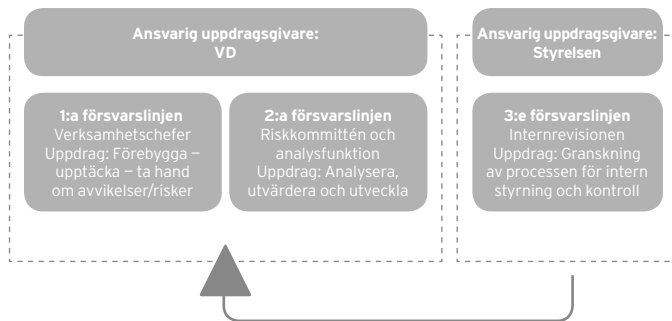 Ansvarig uppdragsgivare:
VD
Ansvarig uppdragsgivare:
Styrelsen
1:a försvarslinjen
Verksamhetschefer
Uppdrag: Förebygga –
upptäcka – ta hand
om avvikelser/risker
2:a försvarslinjen
Riskkommittén och
analysfunktion
Uppdrag: Analysera,
utvärdera och utveckla
3:e försvarslinjen
Internrevisionen
Uppdrag: Granskning
av processen för intern
styrning och kontroll